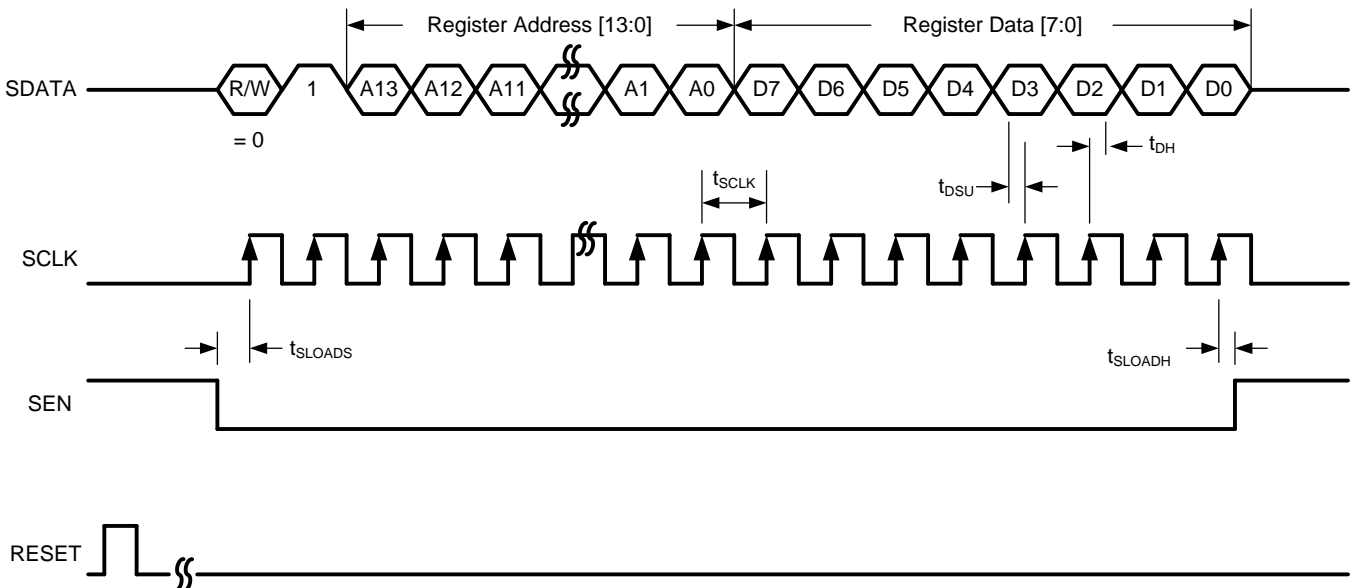 Register Address [13:0] Register Data [7:0]
SDATA R/W 1 A13 A12 A11 A1 A0 D7 D6 D5 D4 D3 D2 D1 D0
= 0
tDH
tSCLK
tDSU
SCLK
tSLOADS
tSLOADH
SEN
RESET